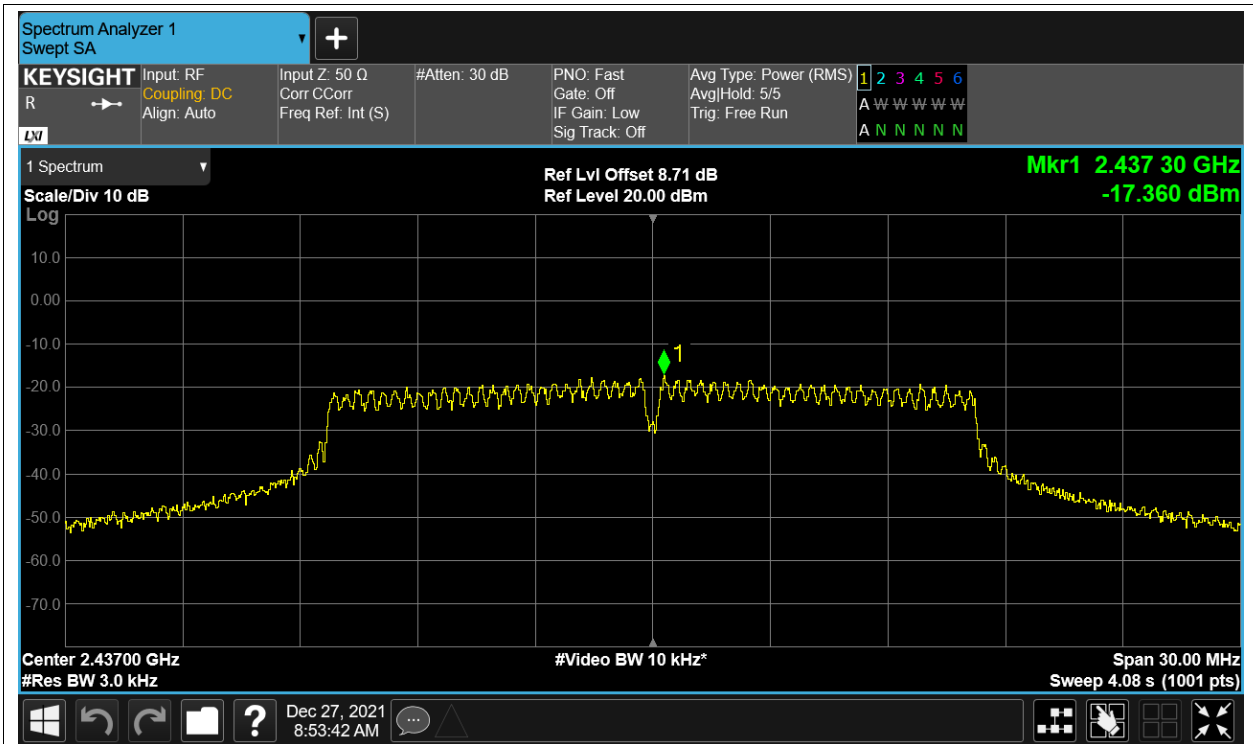 Spectrum Analyzer 1
Swept SA
KEYSIGHT
R
LXI
Input: RF
Coupling: DC
Align: Auto
Input Z: 50 Ω
Corr CCorr
Freq Ref: Int (S)
#Atten: 30 dB
PNO: Fast
Gate: Off
IF Gain: Low
Sig Track: Off
Avg Type: Power (RMS)
Avg|Hold: 5/5
Trig: Free Run
1 2 3 4 5 6
A W W W W W
A N N N N N
1 Spectrum
Scale/Div 10 dB
Ref Lvl Offset 8.71 dB
Ref Level 20.00 dBm
Mkr1 2.437 30 GHz
-17.360 dBm
Log
10.0
0.00
-10.0
-20.0
-30.0
-40.0
-50.0
-60.0
-70.0
1
Center 2.43700 GHz
#Res BW 3.0 kHz
#Video BW 10 kHz*
Span 30.00 MHz
Sweep 4.08 s (1001 pts)
?
Dec 27, 2021
8:53:42 AM